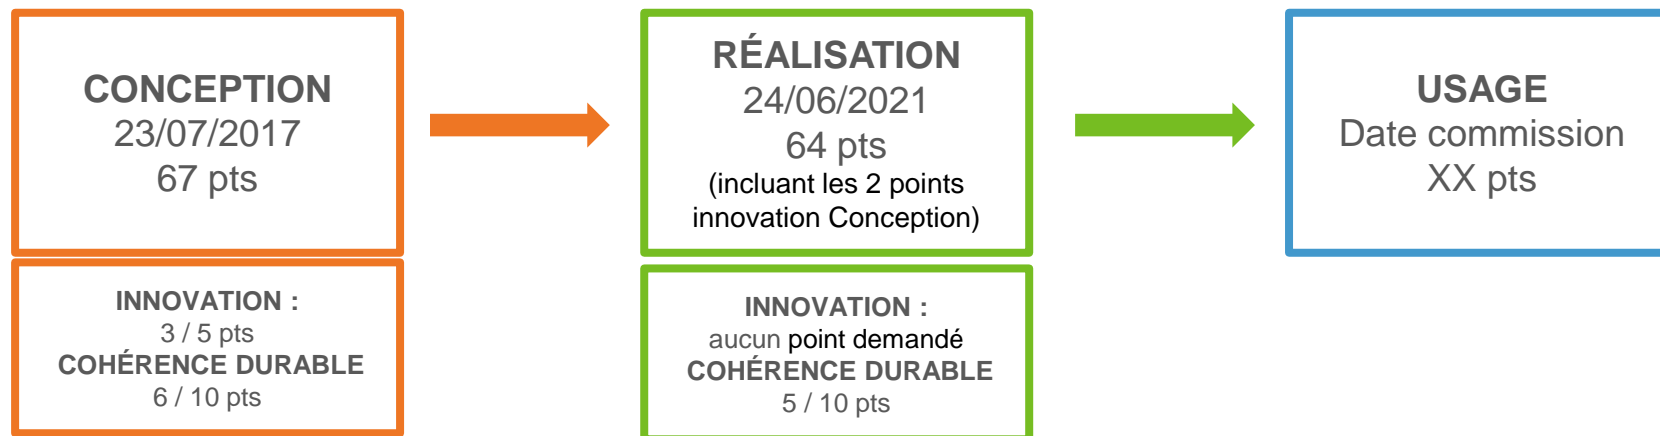 CONCEPTION
23/07/2017
67 pts
INNOVATION :
3 / 5 pts
COHÉRENCE DURABLE
6 / 10 pts
RÉALISATION
24/06/2021
64 pts
(incluant les 2 points
innovation Conception)
INNOVATION :
aucun point demandé
COHÉRENCE DURABLE
5 / 10 pts
USAGE
Date commission
XX pts